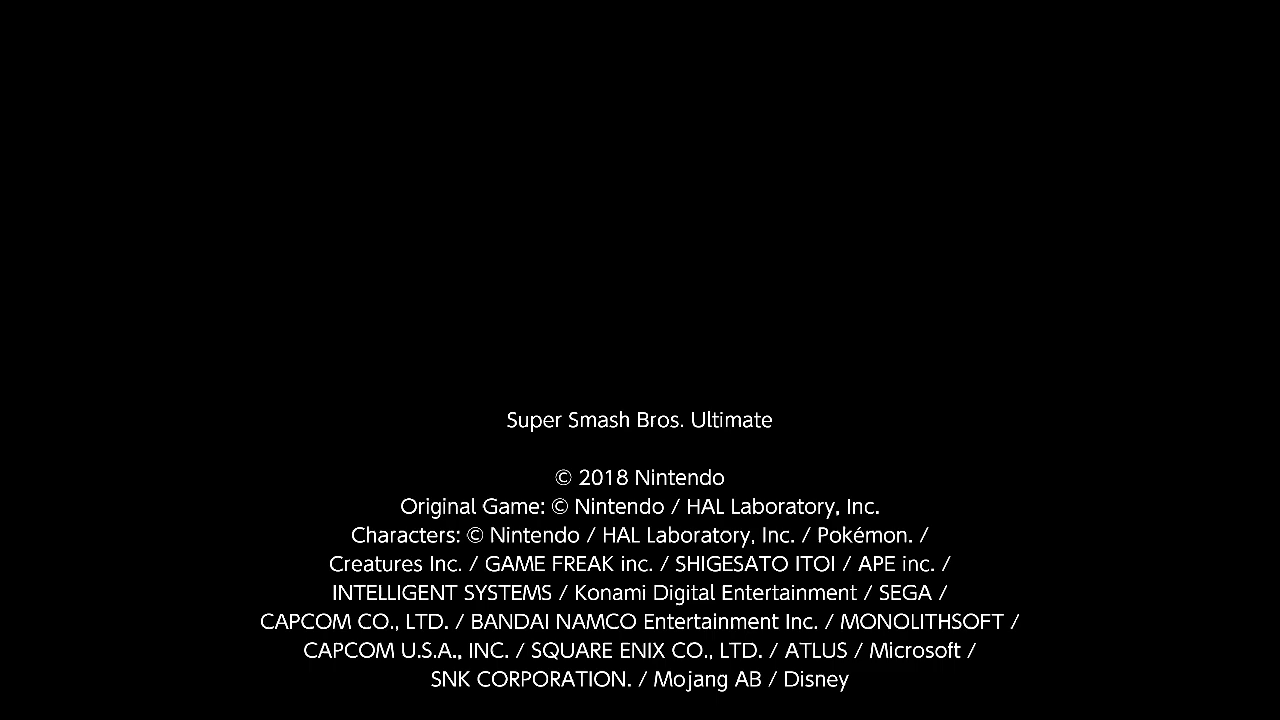 Super Smash Bros. Ultimate
© 2018 Nintendo
Original Game: © Nintendo / HAL Laboratory, Inc.
Characters: © Nintendo / HAL Laboratory, Inc. / Pokémon. /
Creatures Inc. / GAME FREAK inc. / SHIGESATO ITOI / APE inc. /
INTELLIGENT SYSTEMS / Konami Digital Entertainment / SEGA /
CAPCOM CO., LTD. / BANDAI NAMCO Entertainment Inc. / MONOLITHSOFT /
CAPCOM U.S.A., INC. / SQUARE ENIX CO., LTD. / ATLUS / Microsoft /
SNK CORPORATION. / Mojang AB / Disney